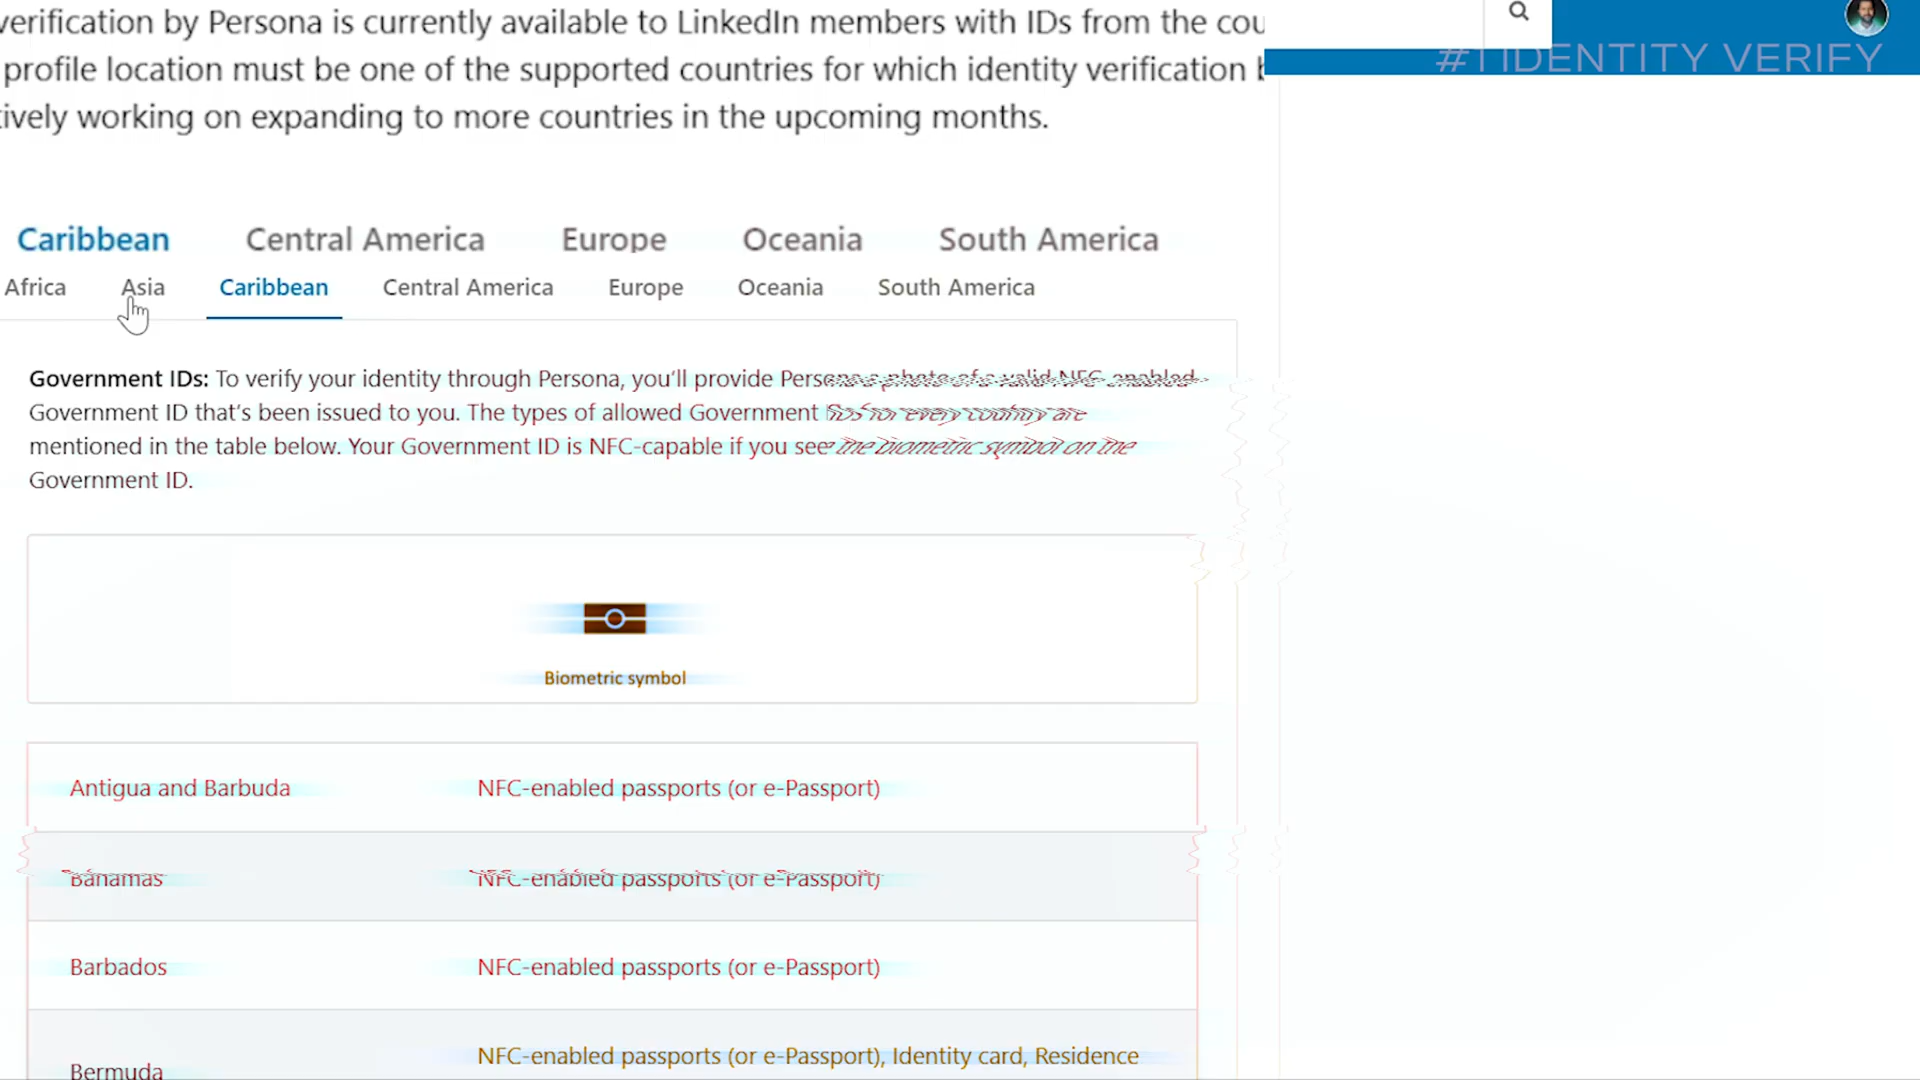 verification by Persona is currently available to LinkedIn members with IDs from the cou
profile location must be one of the supported countries for which identity verification b
tively working on expanding to more countries in the upcoming months.
#1 IDENTITY VERIFY
Caribbean Central America Europe Oceania South America
Africa Asia Caribbean Central America Europe Oceania South America
Government IDs: To verify your identity through Persona, you'll provide Persona a photo of a valid NFC-enabled
Government ID that's been issued to you. The types of allowed Government IDs for every country are
mentioned in the table below. Your Government ID is NFC-capable if you see the biometric symbol on the
Government ID.
Biometric symbol
Antigua and Barbuda NFC-enabled passports (or e-Passport)
Bahamas NFC-enabled passports (or e-Passport)
Barbados NFC-enabled passports (or e-Passport)
Bermuda NFC-enabled passports (or e-Passport), Identity card, Residence